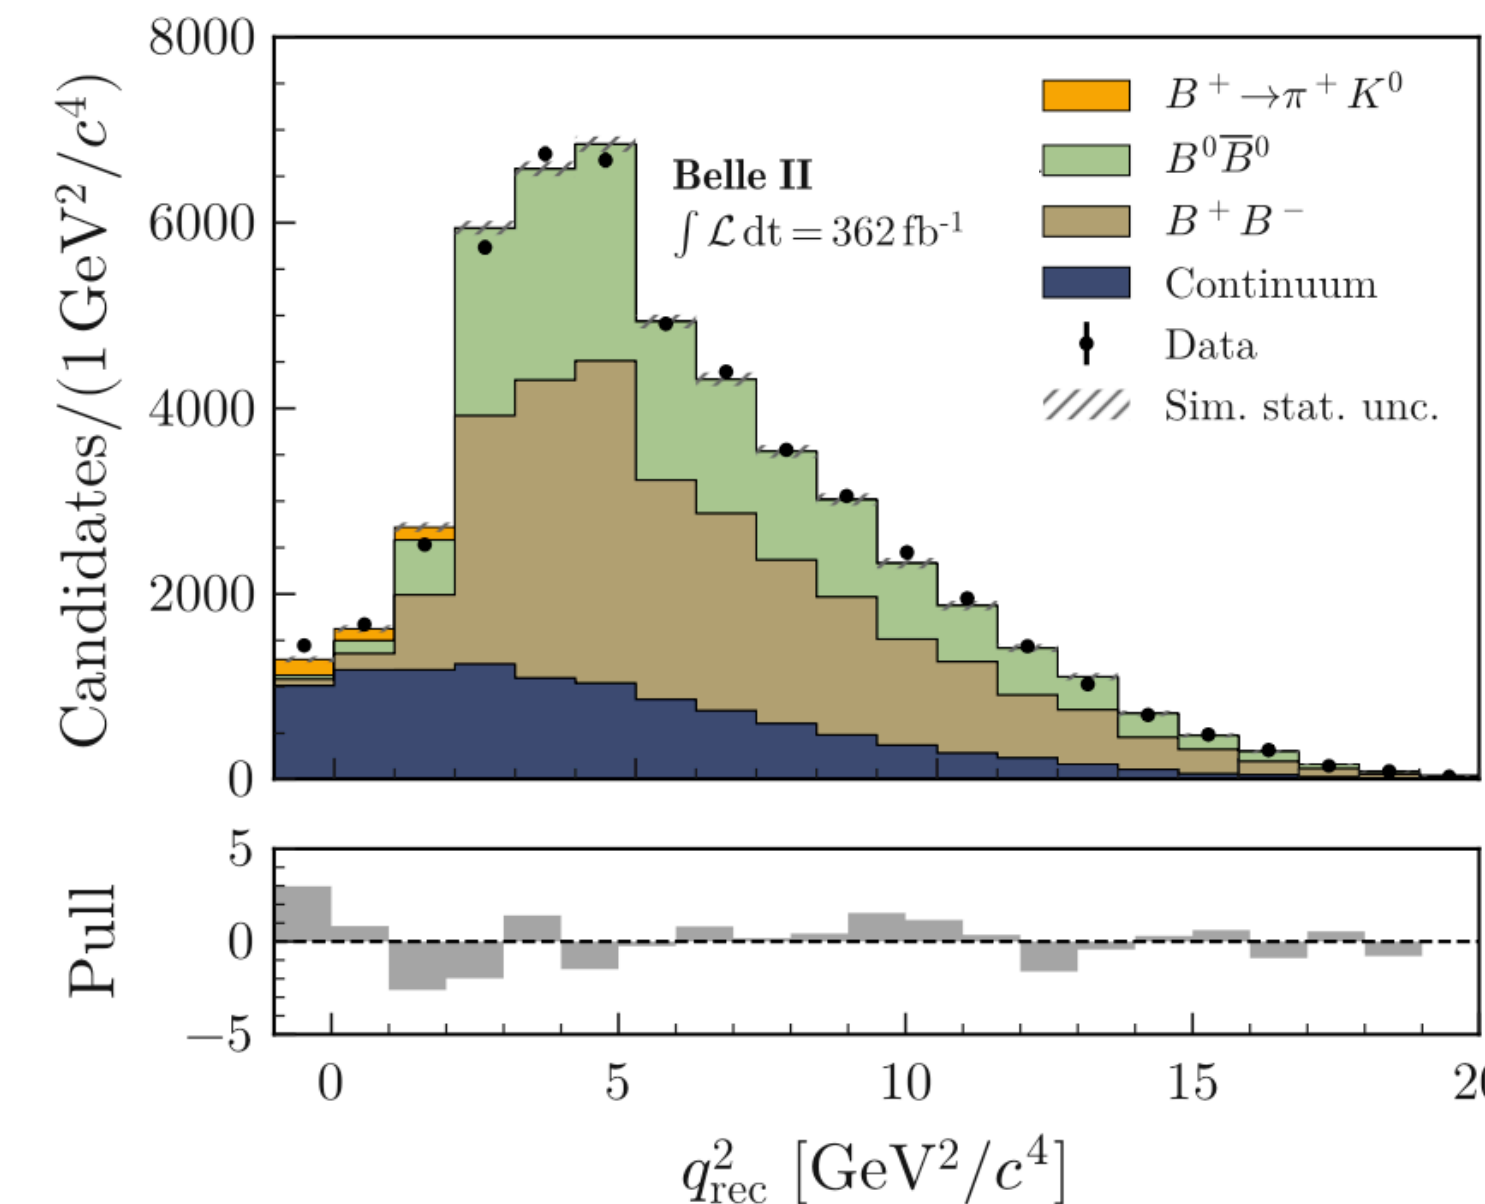 8000
6000
4000
2000
0
Candidates/(1 GeV²/c⁴)
Belle II
∫ 𝓛 dt = 362 fb⁻¹
B⁺ → π⁺ K⁰
B⁰B̅⁰
B⁺B⁻
Continuum
Data
Sim. stat. unc.
5
0
−5
Pull
0 5 10 15 20
q²rec [GeV²/c⁴]